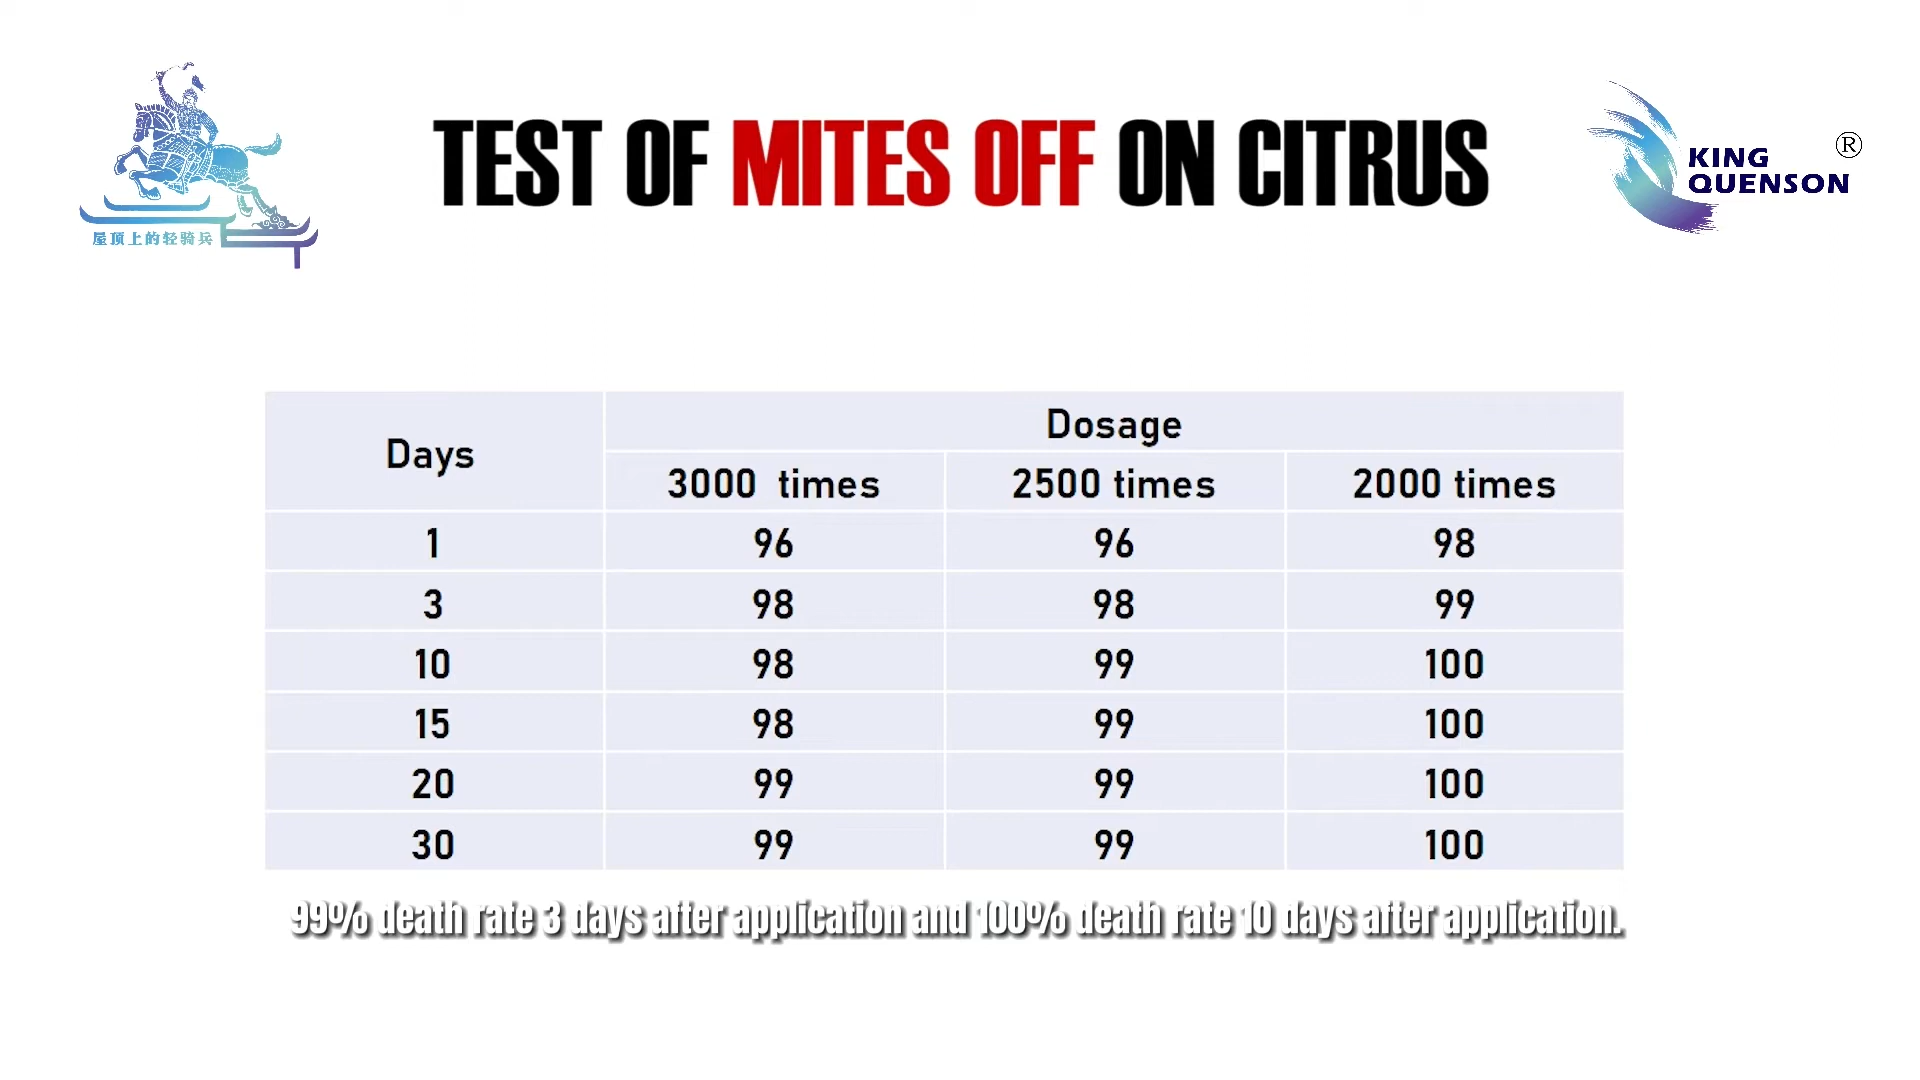 TEST OF MITES OFF ON CITRUS
屋顶上的轻骑兵
KING
QUENSON
®
Days
Dosage
3000 times
2500 times
2000 times
1
96
96
98
3
98
98
99
10
98
99
100
15
98
99
100
20
99
99
100
30
99
99
100
99% death rate 3 days after application and 100% death rate 10 days after application.